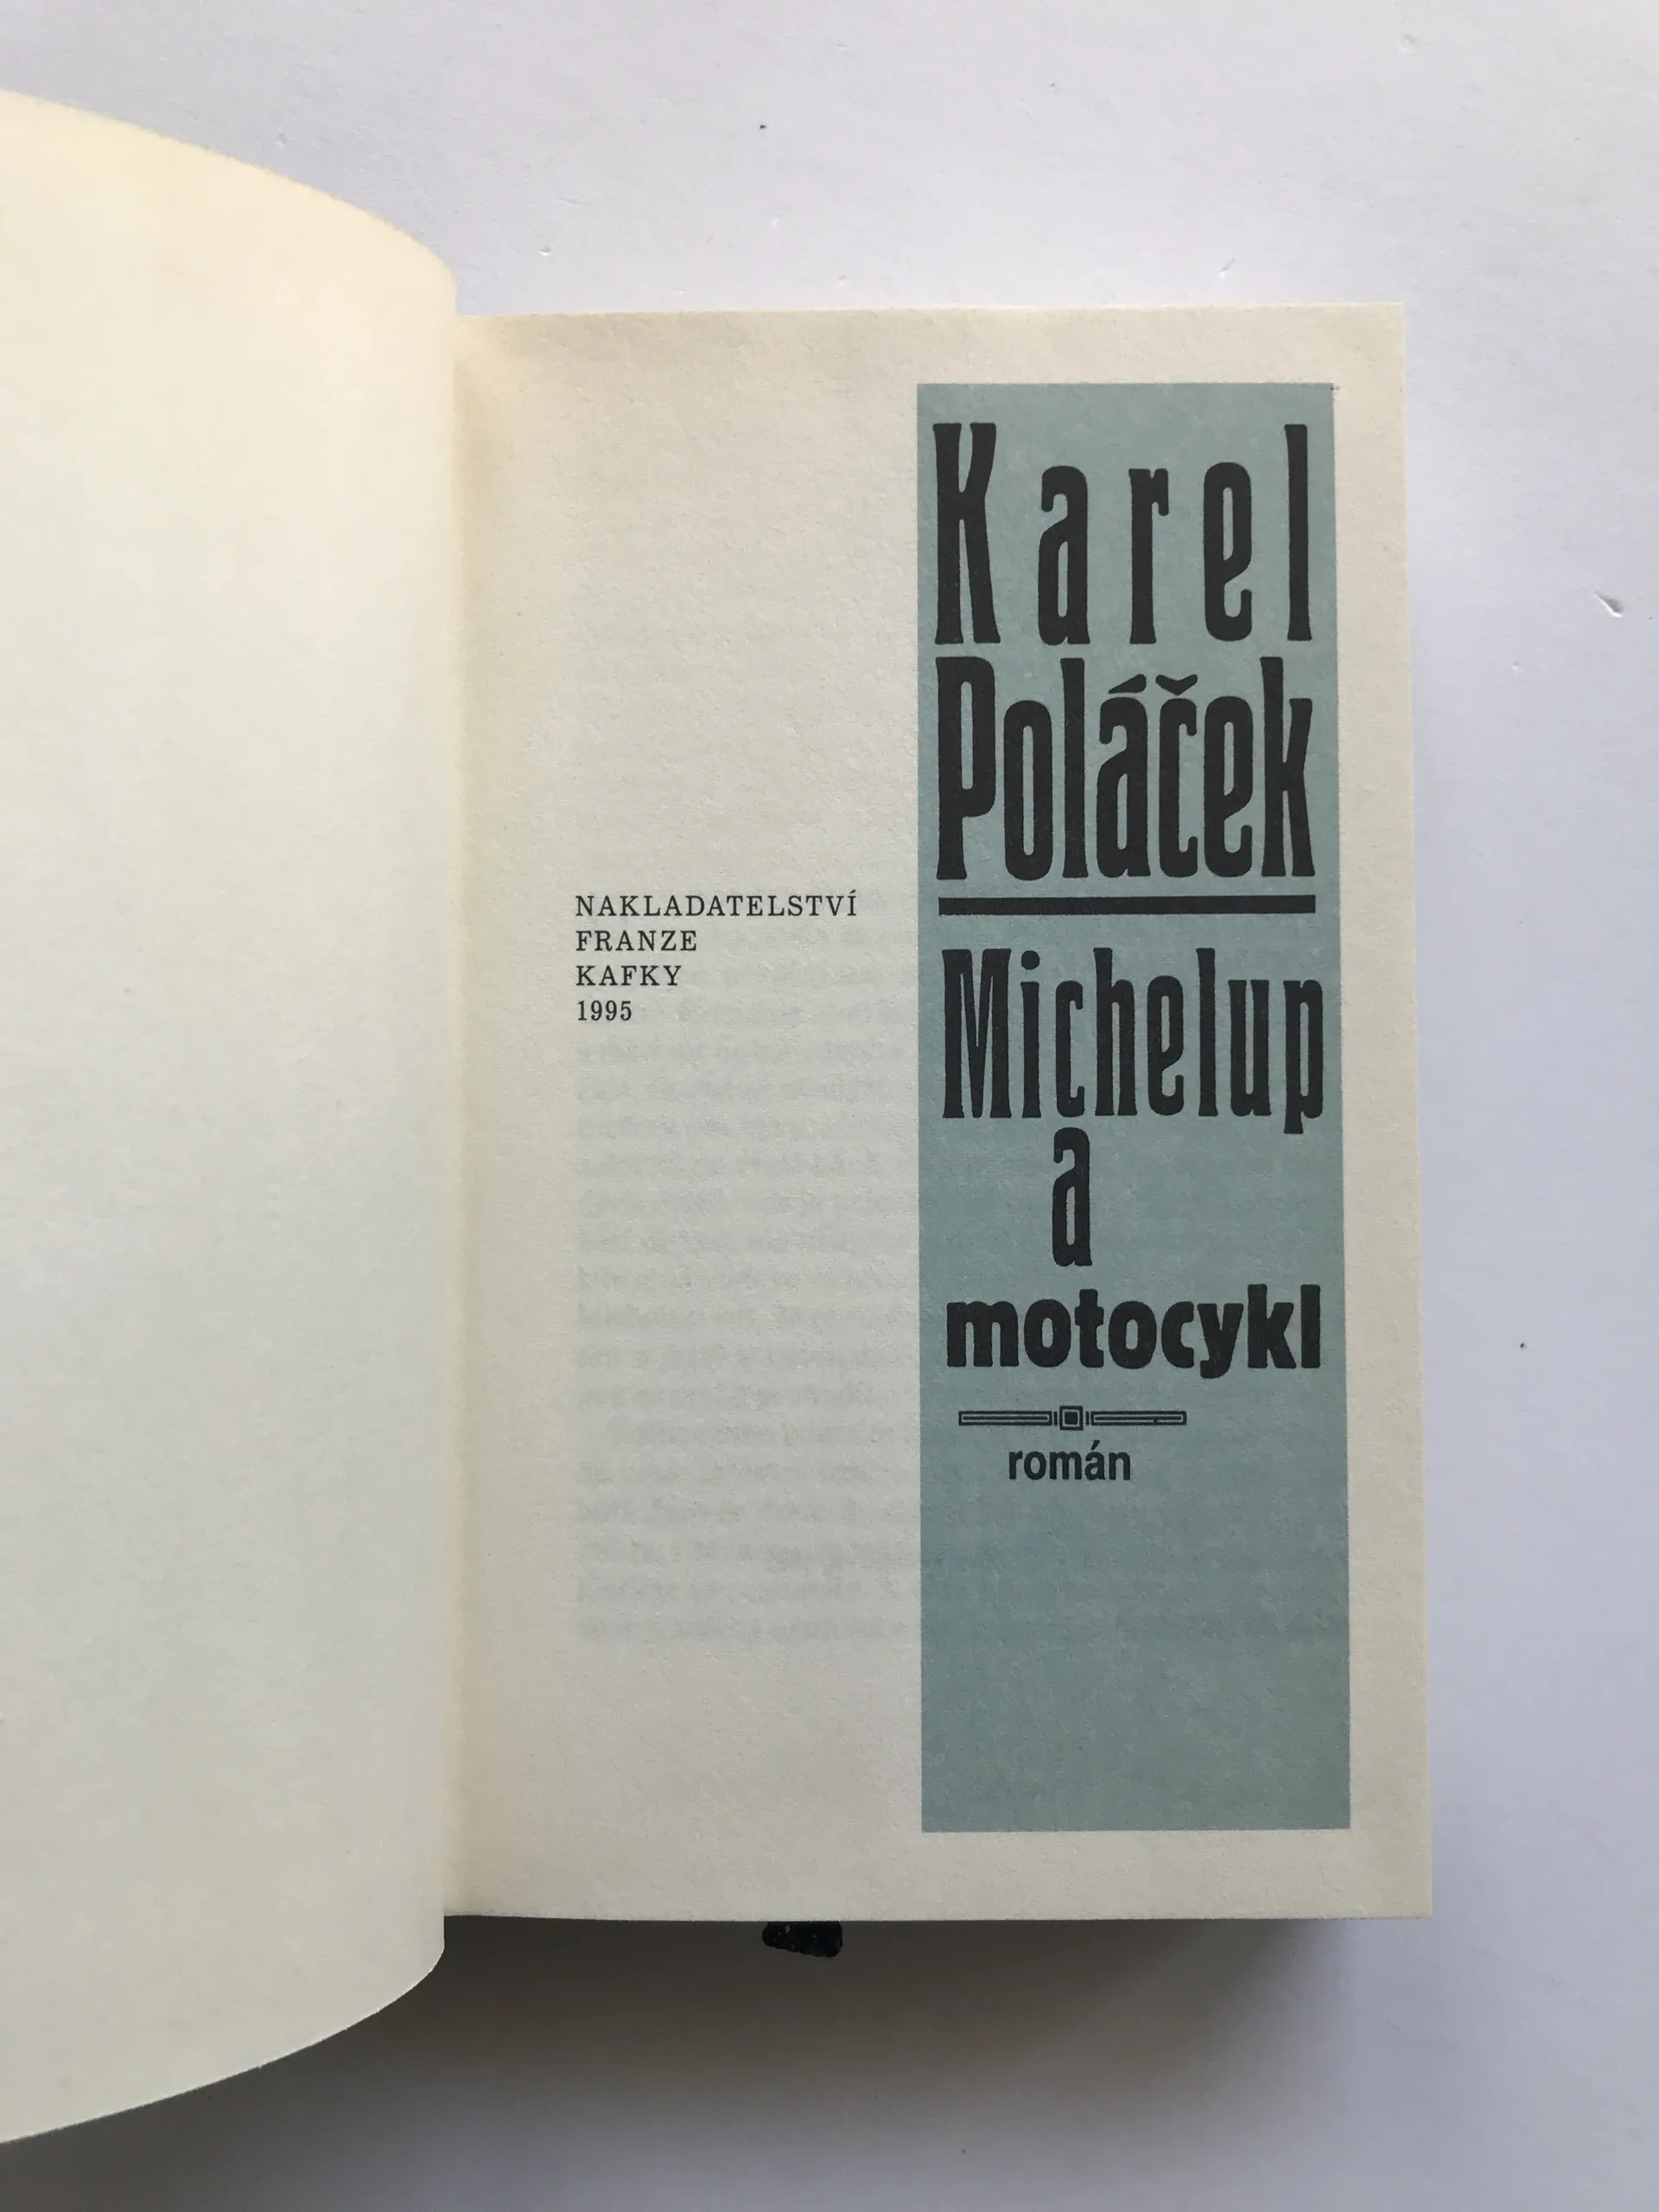 Karel
Poláček
Michelup
a
motocykl
román
NAKLADATELSTVÍ
FRANZE
KAFKY
1995